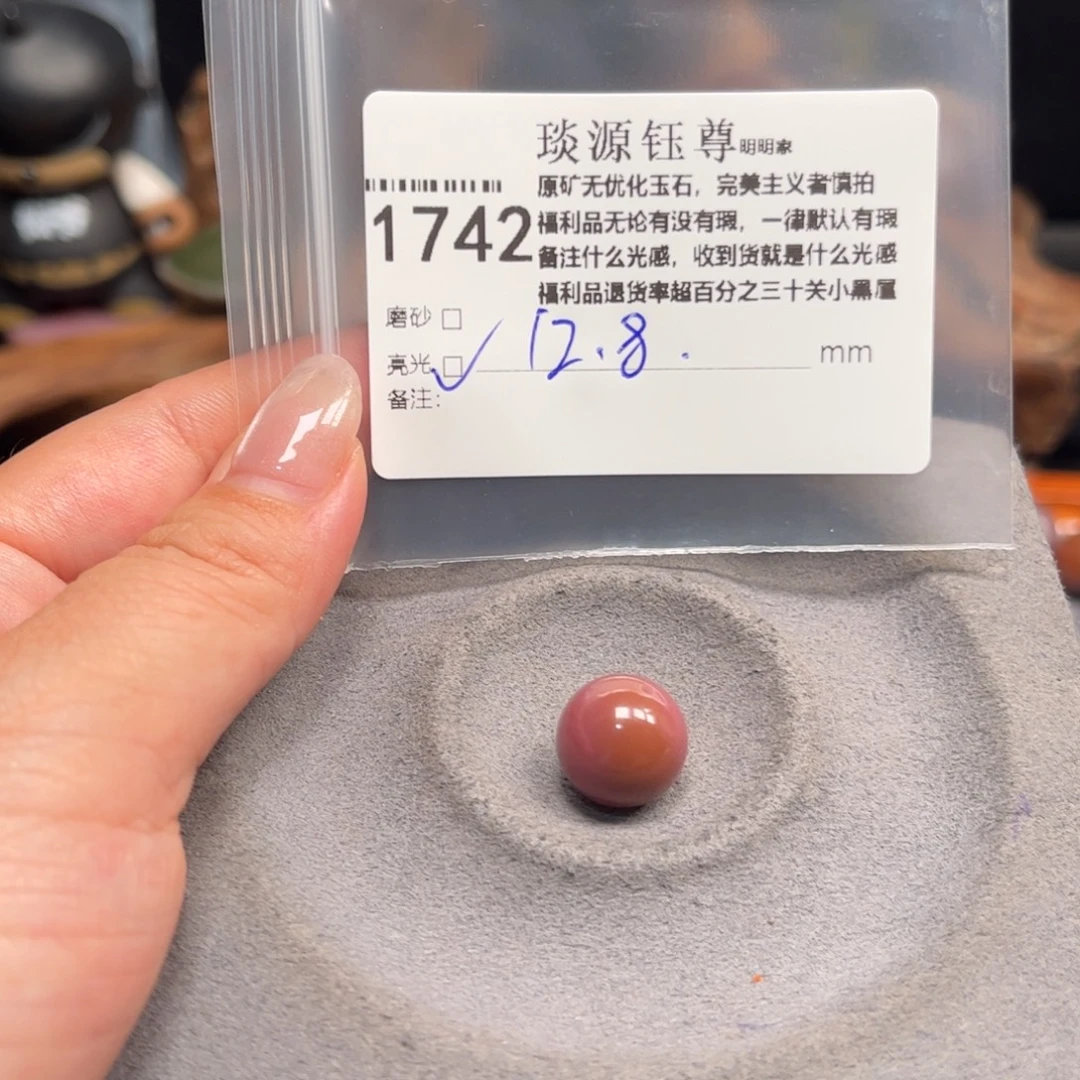 琰源钰尊明明家
原矿无优化玉石，完美主义者慎拍
1742
福利品无论有没有瑕，一律默认有瑕
备注什么光感，收到货就是什么光感
福利品退货率超百分之三十关小黑屋
磨砂 □
亮光 □ ✓ 12.8. mm
备注：